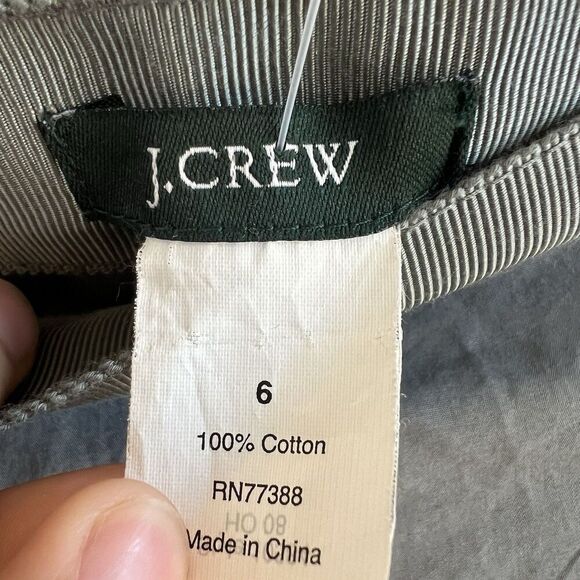 J.CREW
6
100% Cotton
RN77388
HO 08
Made in China